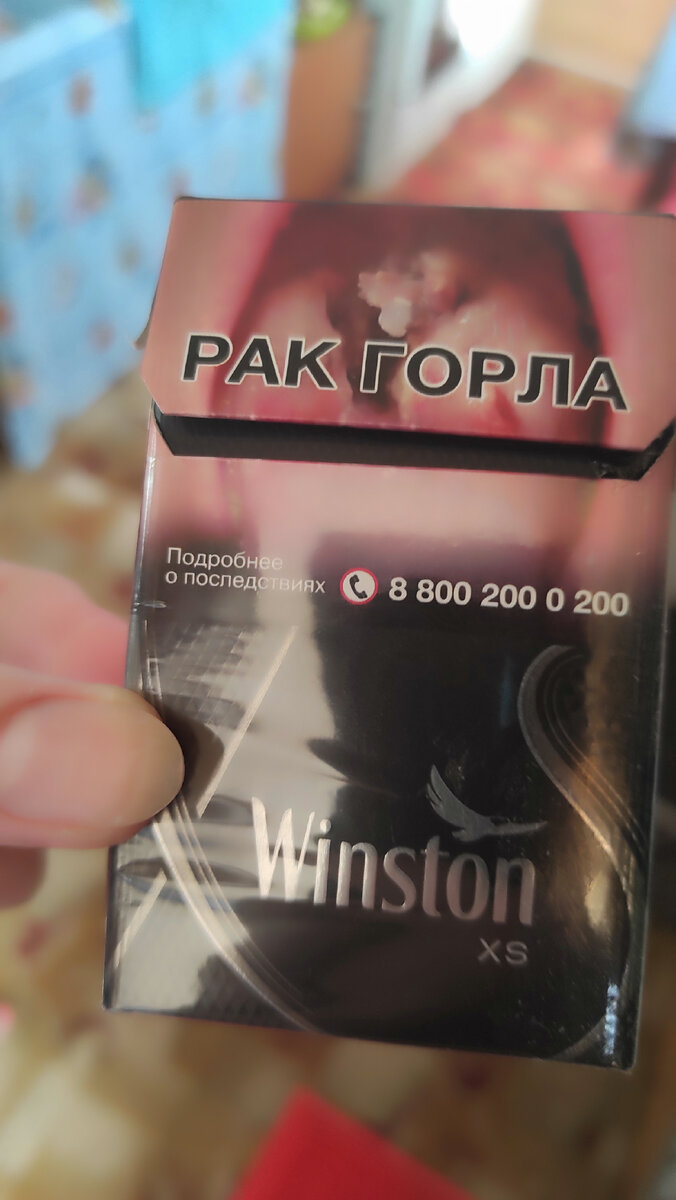 РАК ГОРЛА
Подробнее
о последствиях
8 800 200 0 200
Winston
XS